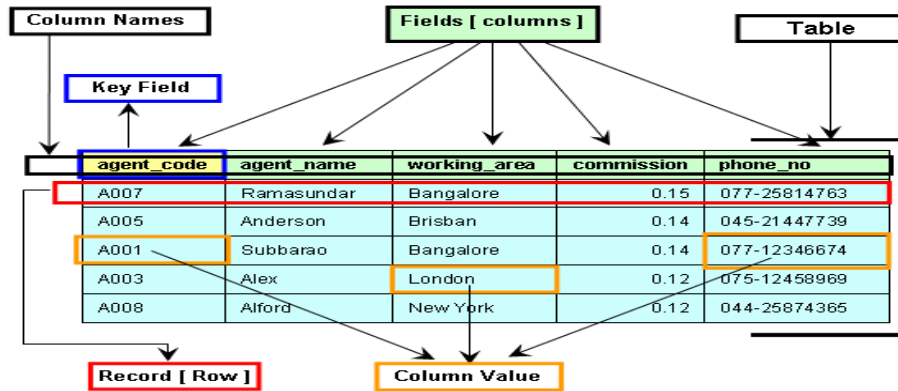 Column Names
Fields [ columns ]
Table
Key Field
agent_code agent_name working_area commission phone_no
A007 Ramasundar Bangalore 0.15 077-25814763
A005 Anderson Brisban 0.14 045-21447739
A001 Subbarao Bangalore 0.14 077-12346674
A003 Alex London 0.12 075-12458969
A008 Alford New York 0.12 044-25874365
Record [ Row ]
Column Value